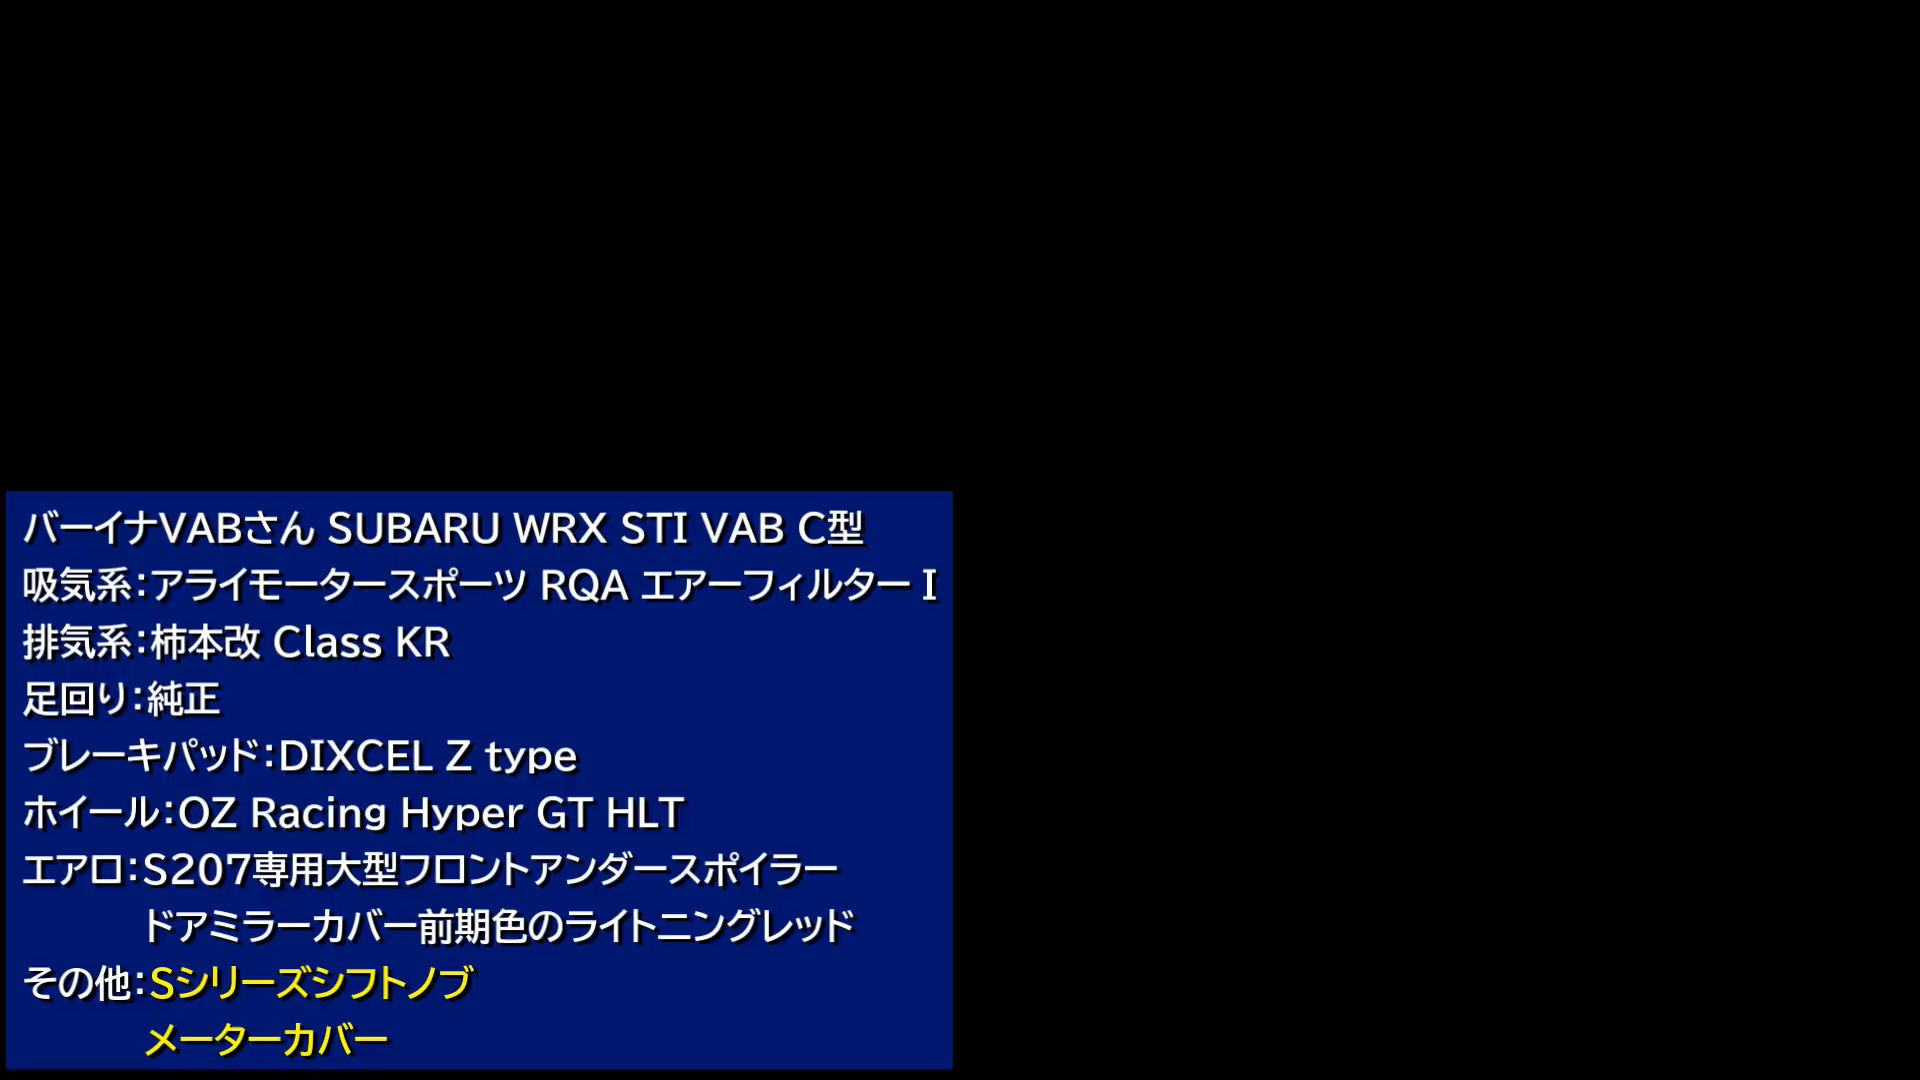 バーイナVABさん SUBARU WRX STI VAB C型
吸気系：アライモータースポーツ RQA エアーフィルターⅠ
排気系：柿本改 Class KR
足回り：純正
ブレーキパッド：DIXCEL Z type
ホイール：OZ Racing Hyper GT HLT
エアロ：S207専用大型フロントアンダースポイラー
ドアミラーカバー前期色のライトニングレッド
その他：Sシリーズシフトノブ
メーターカバー